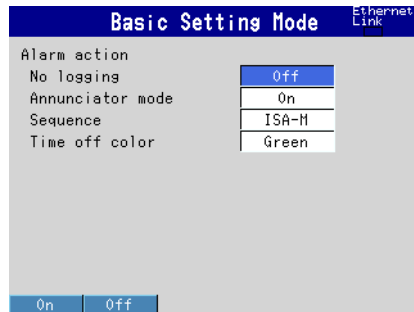 Basic Setting Mode
Ethernet
Link
Alarm action
No logging Off
Annunciator mode On
Sequence ISA-M
Time off color Green
On Off